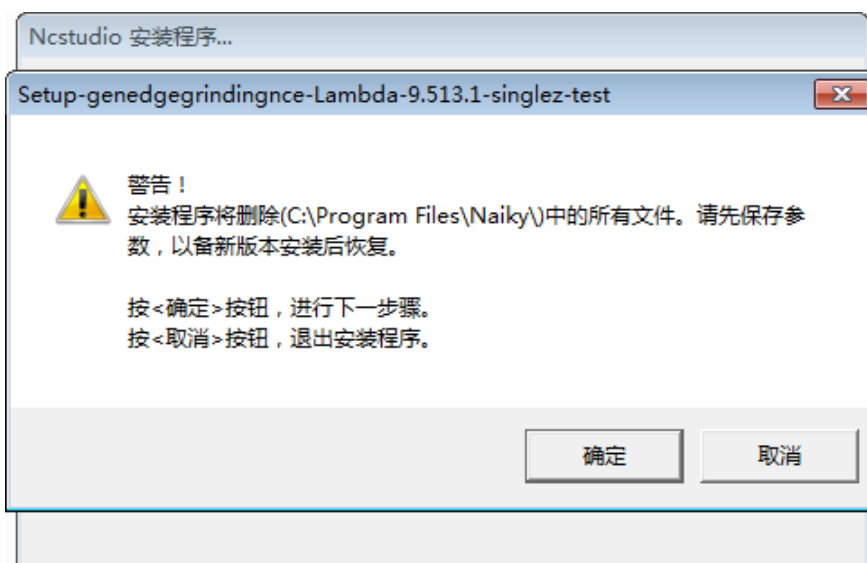 Ncstudio 安装程序...
Setup-genedgegrindingnce-Lambda-9.513.1-singlez-test
警告！
安装程序将删除(C:\Program Files\Naiky\)中的所有文件。请先保存参
数，以备新版本安装后恢复。
按<确定>按钮，进行下一步骤。
按<取消>按钮，退出安装程序。
确定
取消